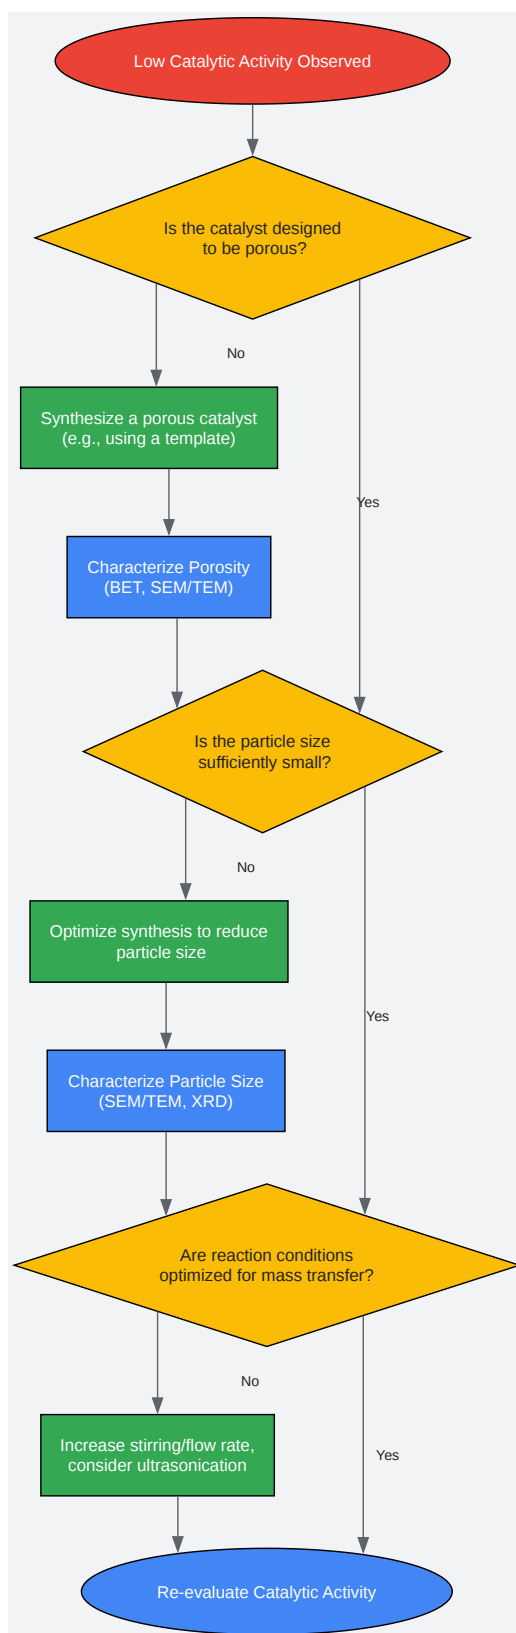 Low Catalytic Activity Observed
Is the catalyst designed
to be porous?
No
Synthesize a porous catalyst
(e.g., using a template)
Yes
Characterize Porosity
(BET, SEM/TEM)
Is the particle size
sufficiently small?
No
Optimize synthesis to reduce
particle size
Yes
Characterize Particle Size
(SEM/TEM, XRD)
Are reaction conditions
optimized for mass transfer?
No
Increase stirring/flow rate,
consider ultrasonication
Yes
Re-evaluate Catalytic Activity